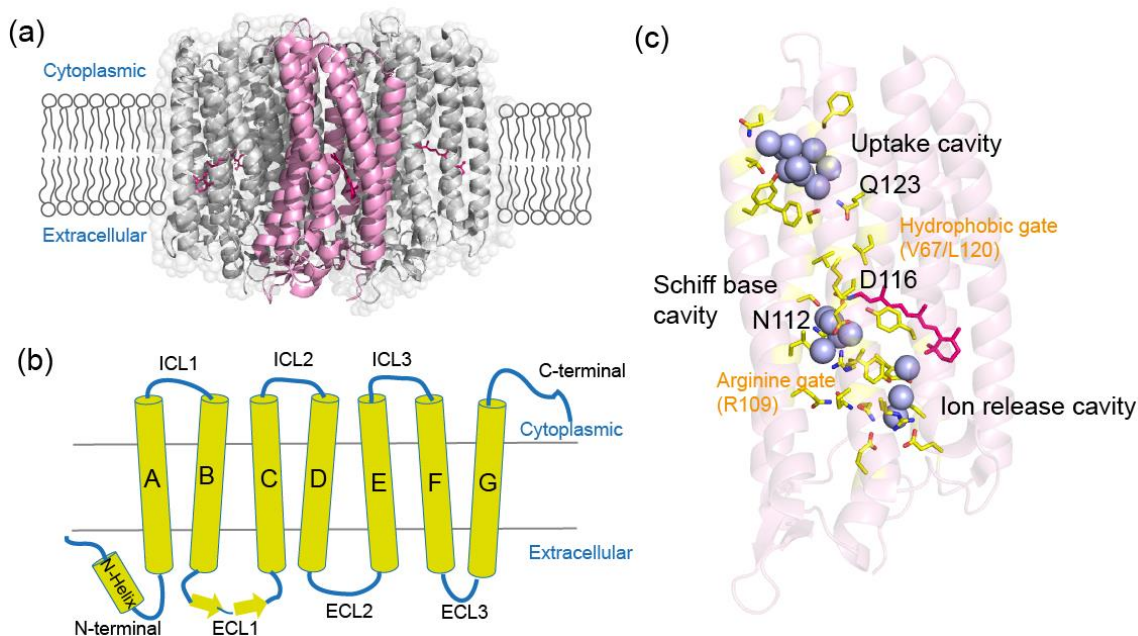 (a)
Cytoplasmic
Extracellular
(b)
ICL1
ICL2
ICL3
C-terminal
Cytoplasmic
A
B
C
D
E
F
G
Extracellular
N-Helix
N-terminal
ECL1
ECL2
ECL3
(c)
Uptake cavity
Q123
Hydrophobic gate
(V67/L120)
D116
Schiff base
cavity
N112
Arginine gate
(R109)
Ion release cavity